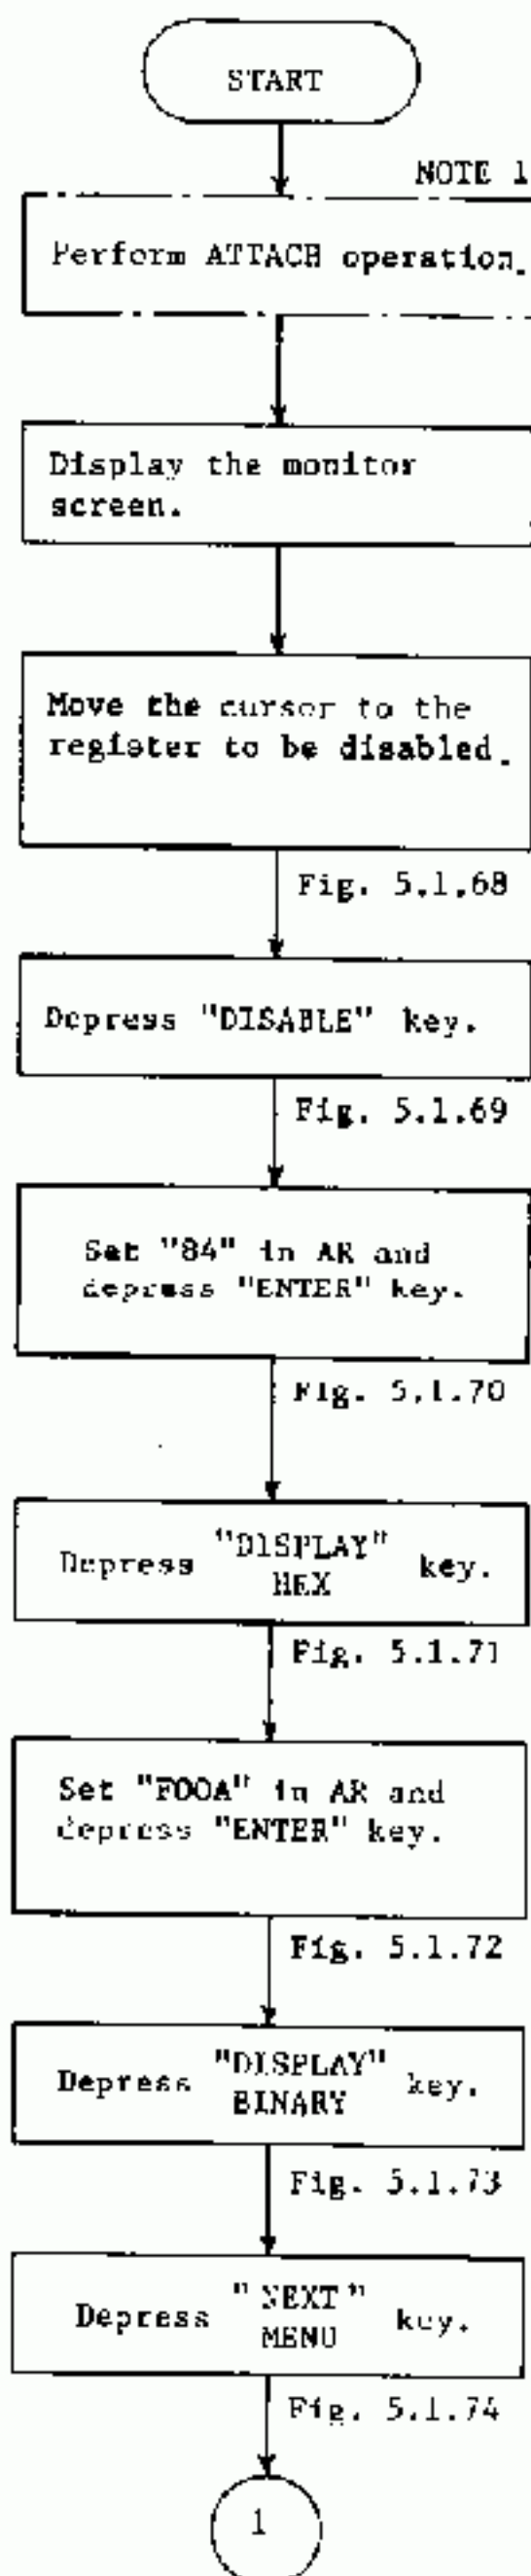 START
NOTE 1
Perform ATTACH operation.
Display the monitor
screen.
Move the cursor to the
register to be disabled.
Fig. 5.1.68
Depress "DISABLE" key.
Fig. 5.1.69
Set "84" in AR and
depress "ENTER" key.
Fig. 5.1.70
"DISPLAY"
Depress key.
HEX
Fig. 5.1.71
Set "F00A" in AR and
depress "ENTER" key.
Fig. 5.1.72
"DISPLAY"
Depress key.
BINARY
Fig. 5.1.73
"NEXT"
Depress key.
MENU
Fig. 5.1.74
1